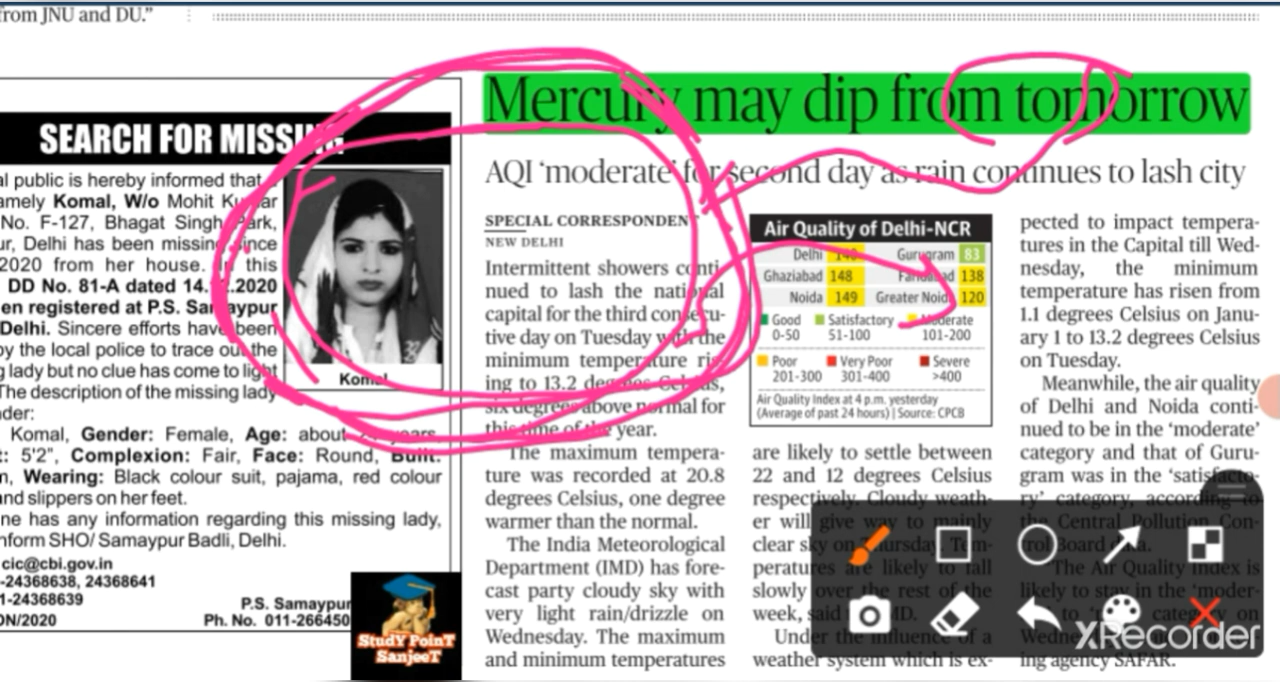 from JNU and DU.”
SEARCH FOR MISSING
al public is hereby informed that
amely Komal, W/o Mohit Kumar
No. F-127, Bhagat Singh Park,
ur, Delhi has been missing since
2020 from her house. In this
DD No. 81-A dated 14. .2020
en registered at P.S. Samaypur
Delhi. Sincere efforts have been
by the local police to trace out the
g lady but no clue has come to light
The description of the missing lady
der:
Komal, Gender: Female, Age: about years
t: 5'2”, Complexion: Fair, Face: Round, Built:
n, Wearing: Black colour suit, pajama, red colour
and slippers on her feet.
ne has any information regarding this missing lady,
nform SHO/ Samaypur Badli, Delhi.
cic@cbi.gov.in
-24368638, 24368641
1-24368639
P.S. Samaypur
ON/2020
Ph. No. 011-266450
Komal
StudY PoinT
SanjeeT
Mercury may dip from tomorrow
AQI ‘moderate’ for second day as rain continues to lash city
SPECIAL CORRESPONDENT
NEW DELHI
Intermittent showers conti-
nued to lash the national
capital for the third consecu-
tive day on Tuesday with the
minimum temperature ris-
ing to 13.2 degrees Celsius,
six degrees above normal for
this time of the year.
The maximum tempera-
ture was recorded at 20.8
degrees Celsius, one degree
warmer than the normal.
The India Meteorological
Department (IMD) has fore-
cast party cloudy sky with
very light rain/drizzle on
Wednesday. The maximum
and minimum temperatures
Air Quality of Delhi-NCR
Delhi Gurugram 83
Ghaziabad 148 Faridabad 138
Noida 149 Greater Noida 120
Good Satisfactory Moderate
0-50 51-100 101-200
Poor Very Poor Severe
201-300 301-400 >400
Air Quality Index at 4 p.m. yesterday
(Average of past 24 hours) | Source: CPCB
are likely to settle between
22 and 12 degrees Celsius
respectively. Cloudy weath-
er will give way to mainly
clear sky on Thursday. Tem-
peratures are likely to fall
slowly over the rest of the
week, said IMD.
Under the influence of a
weather system which is ex-
pected to impact tempera-
tures in the Capital till Wed-
nesday, the minimum
temperature has risen from
1.1 degrees Celsius on Janu-
ary 1 to 13.2 degrees Celsius
on Tuesday.
Meanwhile, the air quality
of Delhi and Noida conti-
nued to be in the ‘moderate’
category and that of Guru-
gram was in the ‘satisfacto-
ry’ category, according to
the Central Pollution Con-
trol Board data.
The Air Quality Index is
likely to stay in the ‘moder-
category on
ing agency SAFAR.
XRecorder